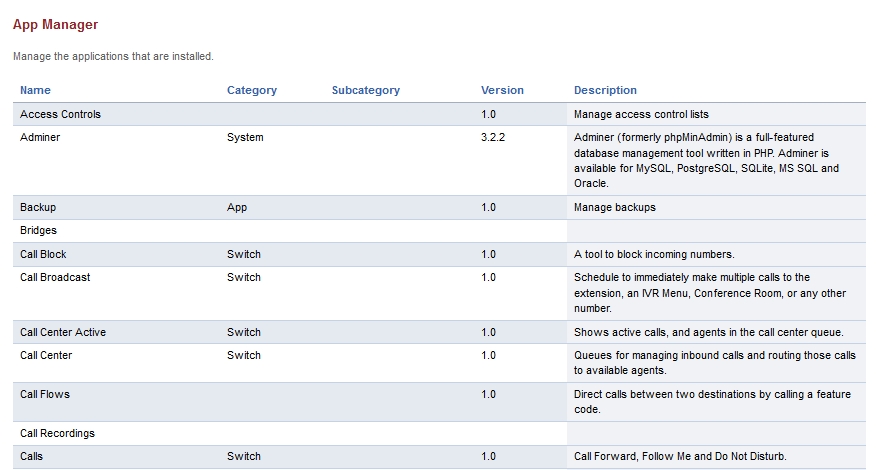 App Manager
Manage the applications that are installed.
Name Category Subcategory Version Description
Access Controls 1.0 Manage access control lists
Adminer System 3.2.2 Adminer (formerly phpMinAdmin) is a full-featured
database management tool written in PHP. Adminer is
available for MySQL, PostgreSQL, SQLite, MS SQL and
Oracle.
Backup App 1.0 Manage backups
Bridges
Call Block Switch 1.0 A tool to block incoming numbers.
Call Broadcast Switch 1.0 Schedule to immediately make multiple calls to the
extension, an IVR Menu, Conference Room, or any other
number.
Call Center Active Switch 1.0 Shows active calls, and agents in the call center queue.
Call Center Switch 1.0 Queues for managing inbound calls and routing those calls
to available agents.
Call Flows 1.0 Direct calls between two destinations by calling a feature
code.
Call Recordings
Calls Switch 1.0 Call Forward, Follow Me and Do Not Disturb.